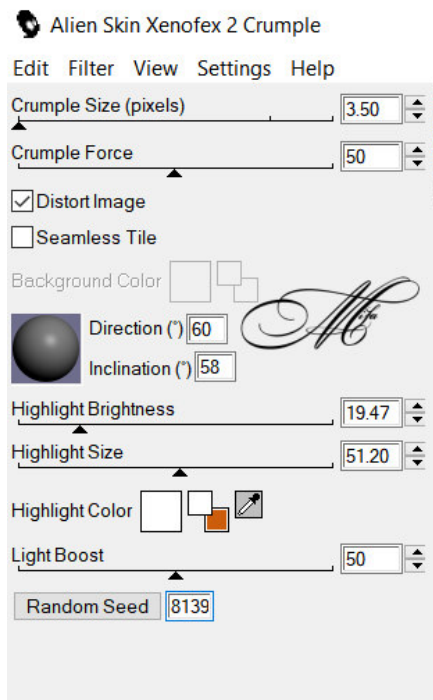 Alien Skin Xenofex 2 Crumple
Edit Filter View Settings Help
Crumple Size (pixels) 3.50
Crumple Force 50
Distort Image
Seamless Tile
Background Color
Direction (°) 60
Inclination (°) 58
Highlight Brightness 19.47
Highlight Size 51.20
Highlight Color
Light Boost 50
Random Seed 8139